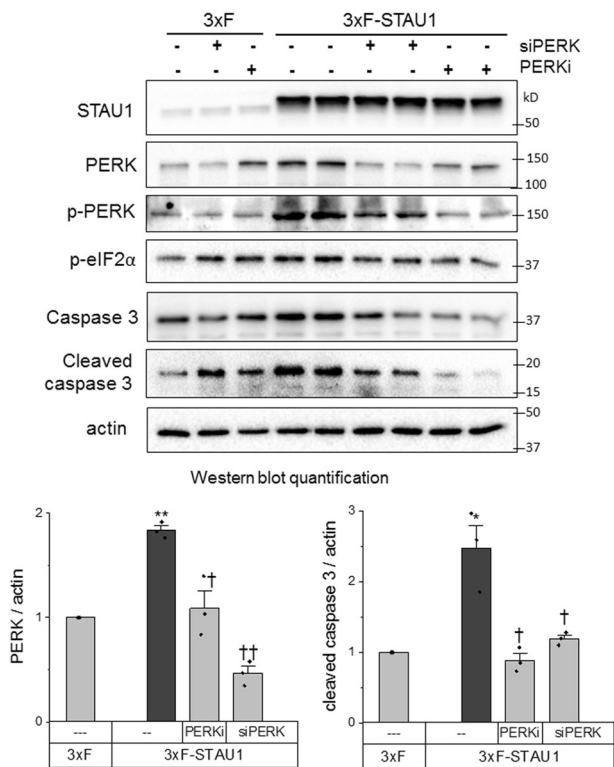 3xF 3xF-STAU1
- + - - - + + - - siPERK
- - + - - - - + + PERKi
STAU1 kD 50
PERK 150 100
p-PERK 150
p-eIF2α 37
Caspase 3 37
Cleaved caspase 3 20 15
actin 50 37
Western blot quantification
PERK / actin
2
1
0
**
†
††
-- PERKi siPERK
---
3xF 3xF-STAU1
cleaved caspase 3 / actin
3
2
1
0
*
†
†
--- -- PERKi siPERK
3xF 3xF-STAU1